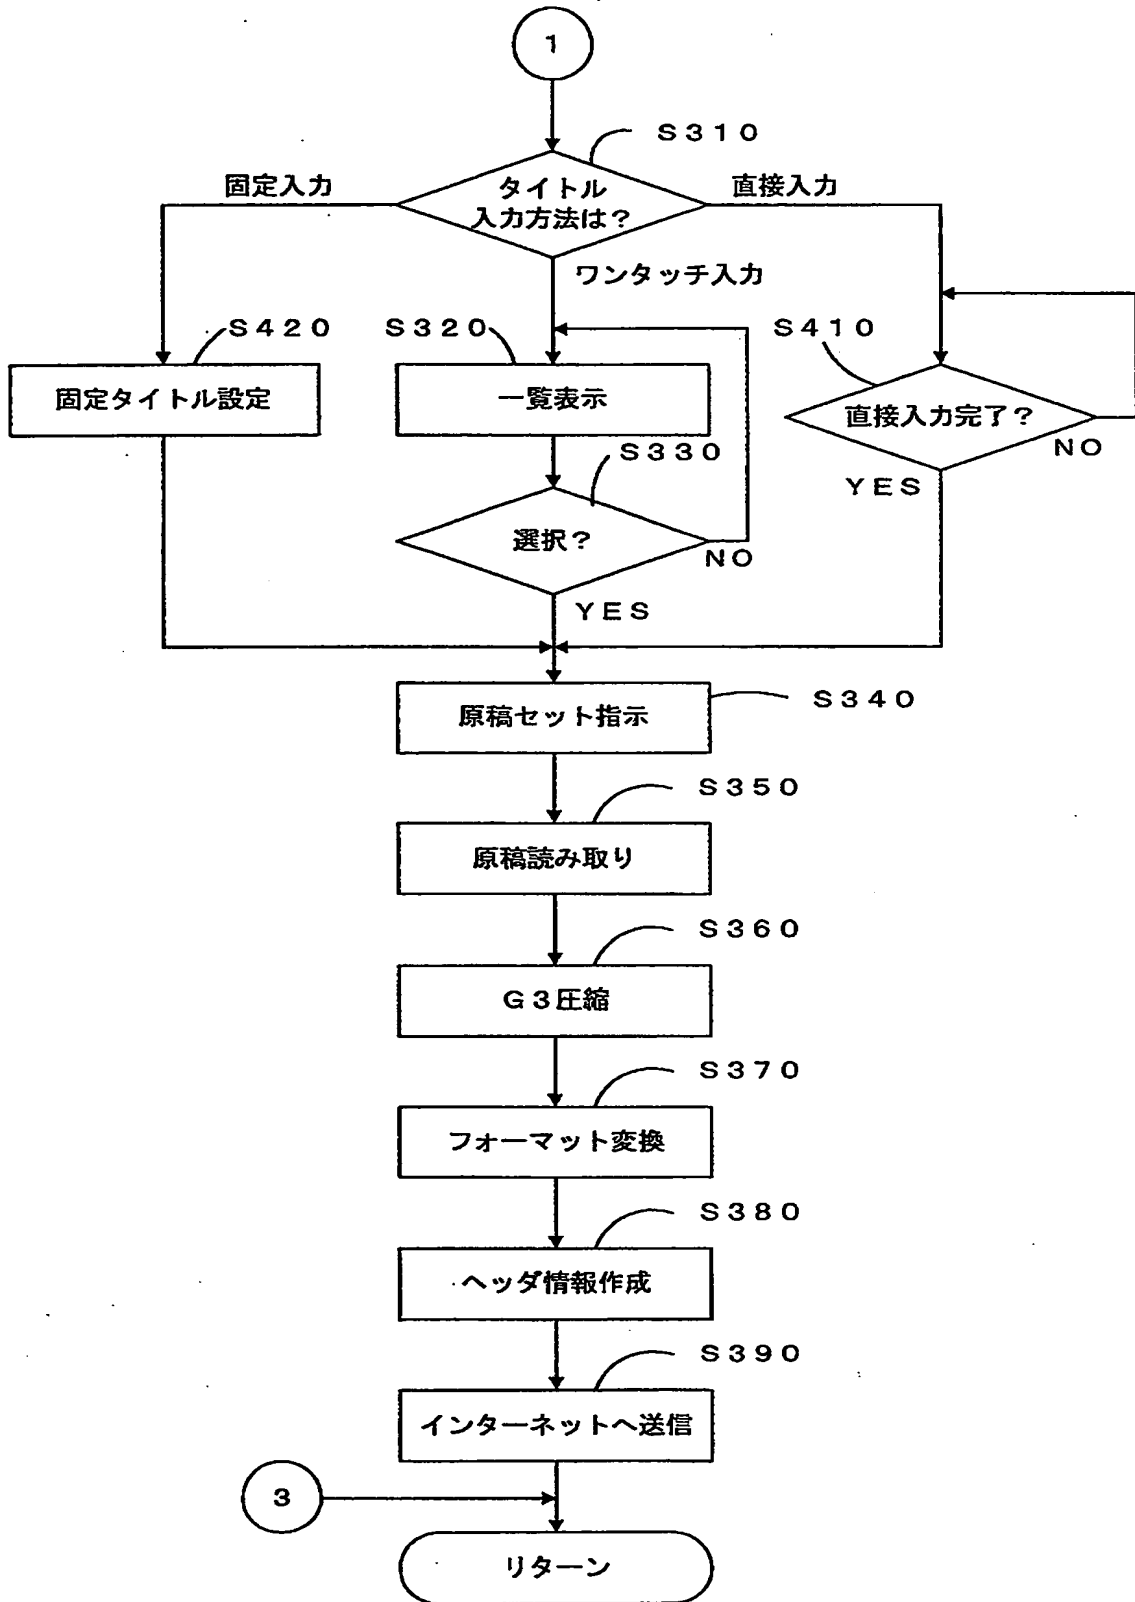 1
S310
固定入力
タイトル
入力方法は?
直接入力
ワンタッチ入力
S420
S320
S410
固定タイトル設定
一覧表示
直接入力完了?
NO
S330
YES
選択?
NO
YES
原稿セット指示
S340
S350
原稿読み取り
S360
G3圧縮
S370
フォーマット変換
S380
ヘッダ情報作成
S390
インターネットへ送信
3
リターン